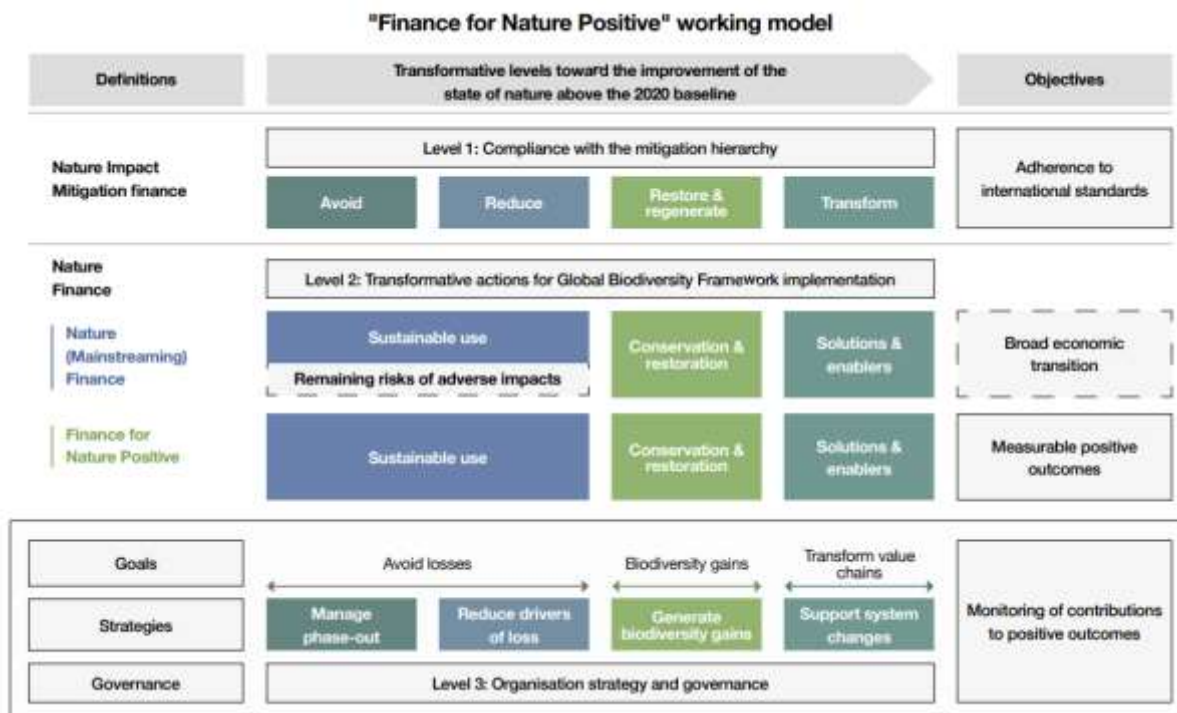 "Finance for Nature Positive" working model
Definitions
Transformative levels toward the improvement of the
state of nature above the 2020 baseline
Objectives
Nature Impact
Mitigation finance
Level 1: Compliance with the mitigation hierarchy
Avoid
Reduce
Restore &
regenerate
Transform
Adherence to
international standards
Nature
Finance
Level 2: Transformative actions for Global Biodiversity Framework implementation
Nature
(Mainstreaming)
Finance
Sustainable use
Remaining risks of adverse impacts
Conservation &
restoration
Solutions &
enablers
Broad economic
transition
Finance for
Nature Positive
Sustainable use
Conservation &
restoration
Solutions &
enablers
Measurable positive
outcomes
Goals
Avoid losses
Biodiversity gains
Transform value
chains
Strategies
Manage
phase-out
Reduce drivers
of loss
Generate
biodiversity gains
Support system
changes
Monitoring of contributions
to positive outcomes
Governance
Level 3: Organisation strategy and governance